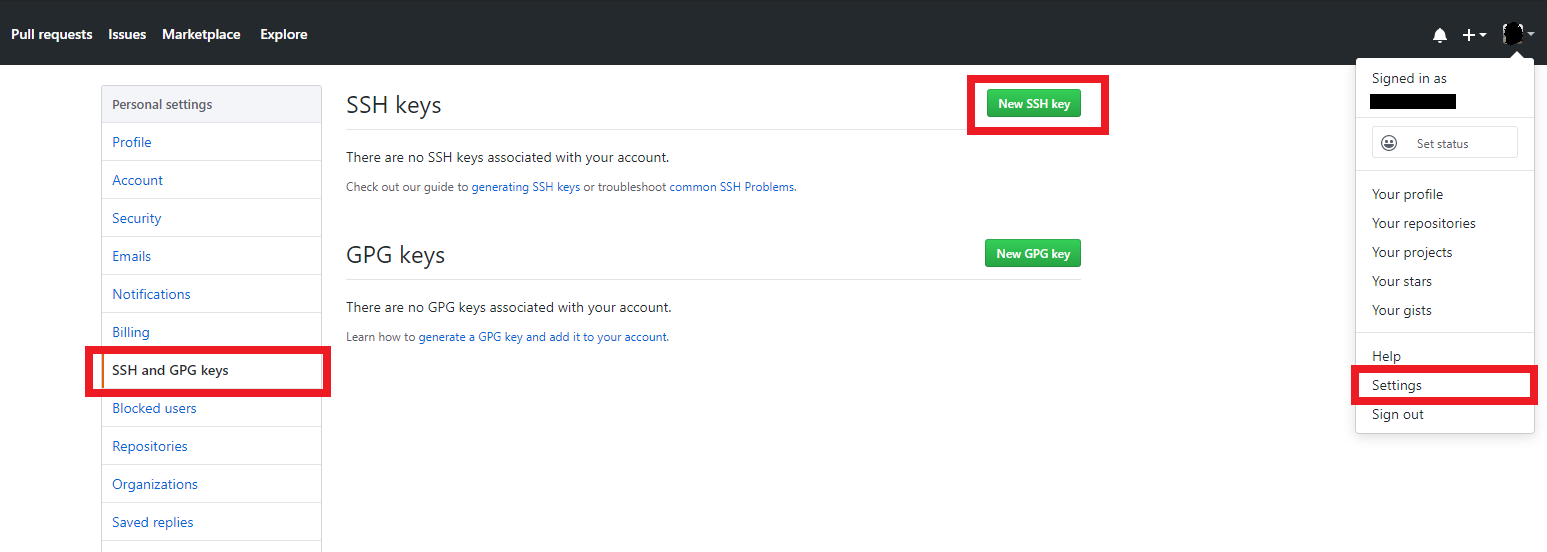 Pull requests Issues Marketplace Explore
Personal settings
Profile
Account
Security
Emails
Notifications
Billing
SSH and GPG keys
Blocked users
Repositories
Organizations
Saved replies
SSH keys
New SSH key
There are no SSH keys associated with your account.
Check out our guide to generating SSH keys or troubleshoot common SSH Problems.
GPG keys
New GPG key
There are no GPG keys associated with your account.
Learn how to generate a GPG key and add it to your account.
Signed in as
Set status
Your profile
Your repositories
Your projects
Your stars
Your gists
Help
Settings
Sign out